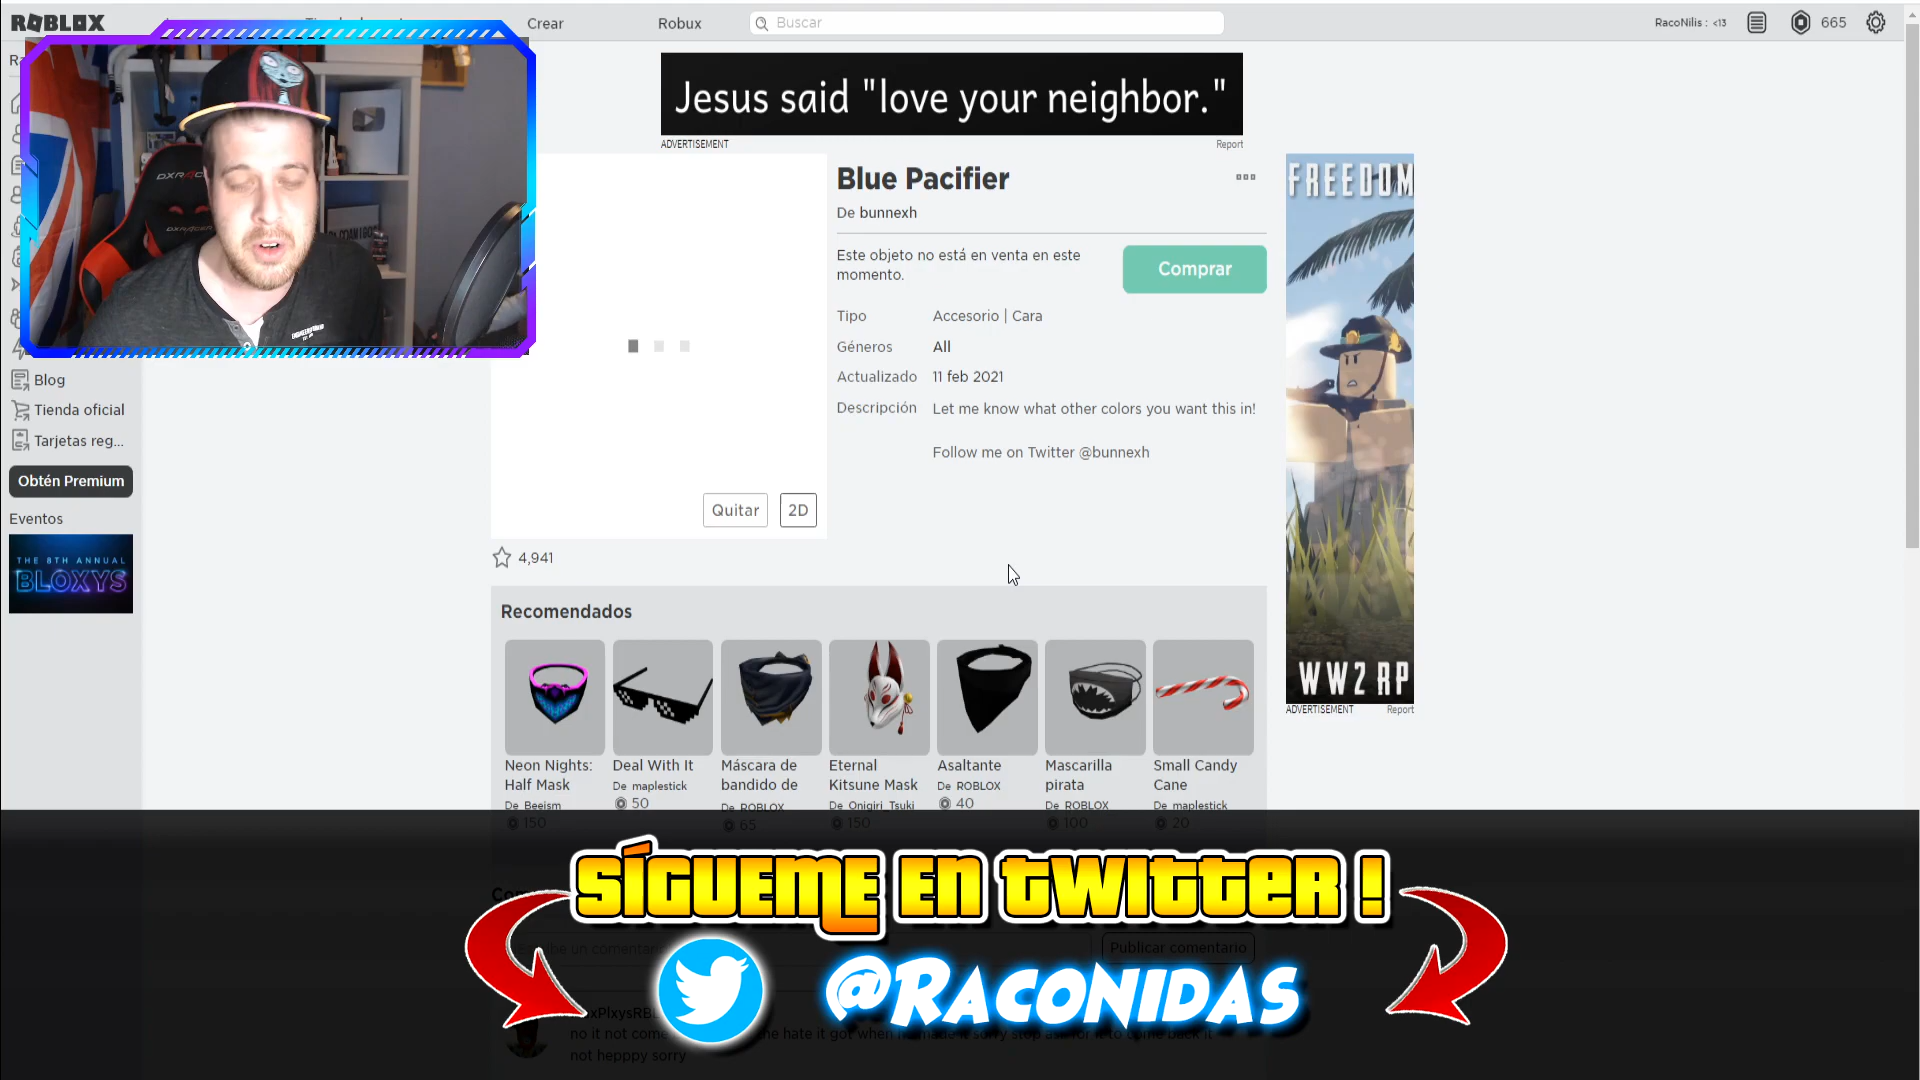 ROBLOX
Crear
Robux
Buscar
RacoNilis : <13
665
Jesus said "love your neighbor."
ADVERTISEMENT
Report
Blue Pacifier
De bunnexh
Este objeto no está en venta en este
momento.
Comprar
Tipo
Accesorio | Cara
Géneros
All
Actualizado
11 feb 2021
Descripción
Let me know what other colors you want this in!
Follow me on Twitter @bunnexh
Quitar
2D
4,941
FREEDOM
WW2 RP
ADVERTISEMENT
Report
Blog
Tienda oficial
Tarjetas reg...
Obtén Premium
Eventos
THE 8TH ANNUAL
BLOXYS
Recomendados
Neon Nights:
Half Mask
De Beeism
150
Deal With It
De maplestick
50
Máscara de
bandido de
De ROBLOX
65
Eternal
Kitsune Mask
De Onigiri_Tsuki
150
Asaltante
De ROBLOX
40
Mascarilla
pirata
De ROBLOX
100
Small Candy
Cane
De maplestick
20
SÍGUEME EN TWITTER !
Publicar comentario
@RACONIDAS
no it not come
not hepppy sorry